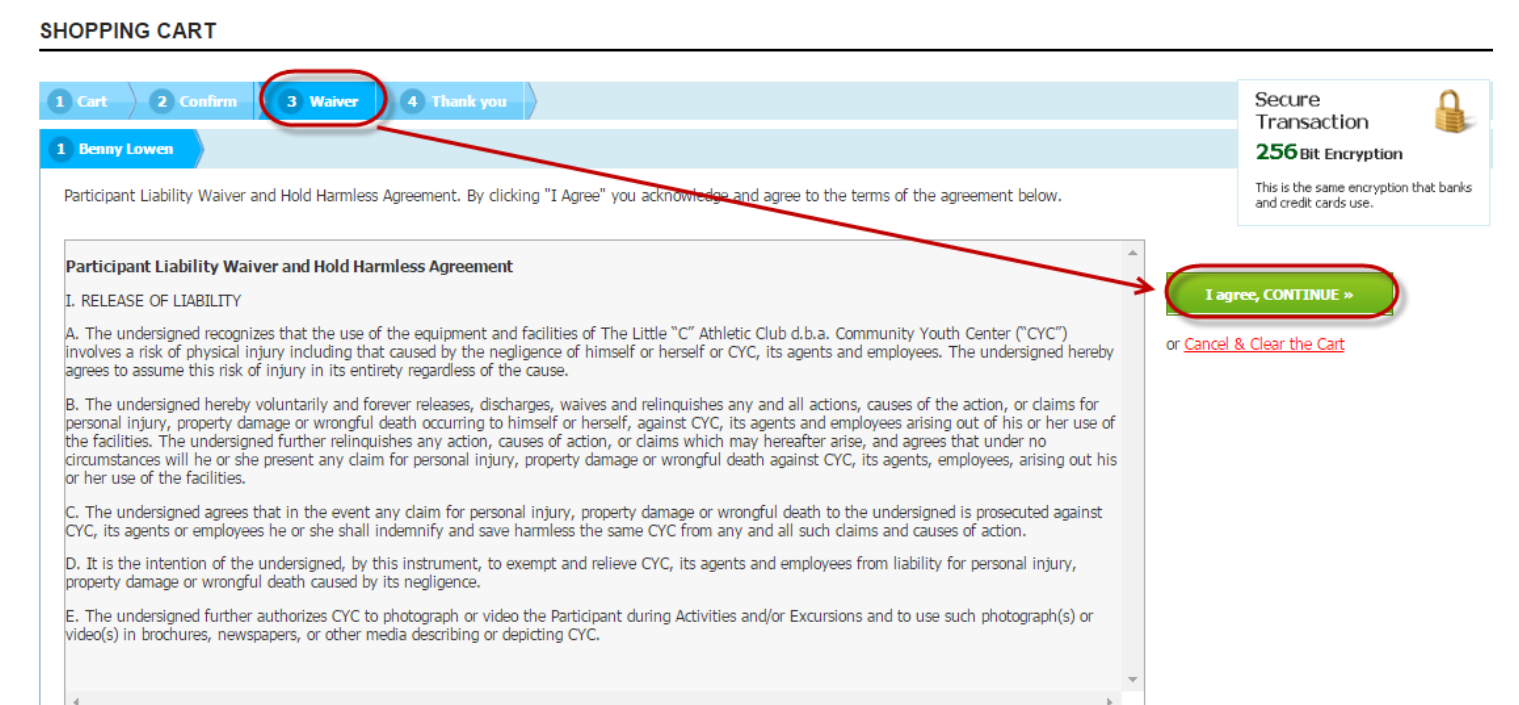 SHOPPING CART
1 Cart
2 Confirm
3 Waiver
4 Thank you
Secure
Transaction
256 Bit Encryption
This is the same encryption that banks
and credit cards use.
1 Benny Lowen
Participant Liability Waiver and Hold Harmless Agreement. By clicking "I Agree" you acknowledge and agree to the terms of the agreement below.
Participant Liability Waiver and Hold Harmless Agreement
I. RELEASE OF LIABILITY
A. The undersigned recognizes that the use of the equipment and facilities of The Little “C” Athletic Club d.b.a. Community Youth Center (“CYC”)
involves a risk of physical injury including that caused by the negligence of himself or herself or CYC, its agents and employees. The undersigned hereby
agrees to assume this risk of injury in its entirety regardless of the cause.
B. The undersigned hereby voluntarily and forever releases, discharges, waives and relinquishes any and all actions, causes of the action, or claims for
personal injury, property damage or wrongful death occurring to himself or herself, against CYC, its agents and employees arising out of his or her use of
the facilities. The undersigned further relinquishes any action, causes of action, or claims which may hereafter arise, and agrees that under no
circumstances will he or she present any claim for personal injury, property damage or wrongful death against CYC, its agents, employees, arising out his
or her use of the facilities.
C. The undersigned agrees that in the event any claim for personal injury, property damage or wrongful death to the undersigned is prosecuted against
CYC, its agents or employees he or she shall indemnify and save harmless the same CYC from any and all such claims and causes of action.
D. It is the intention of the undersigned, by this instrument, to exempt and relieve CYC, its agents and employees from liability for personal injury,
property damage or wrongful death caused by its negligence.
E. The undersigned further authorizes CYC to photograph or video the Participant during Activities and/or Excursions and to use such photograph(s) or
video(s) in brochures, newspapers, or other media describing or depicting CYC.
I agree, CONTINUE »
or Cancel & Clear the Cart